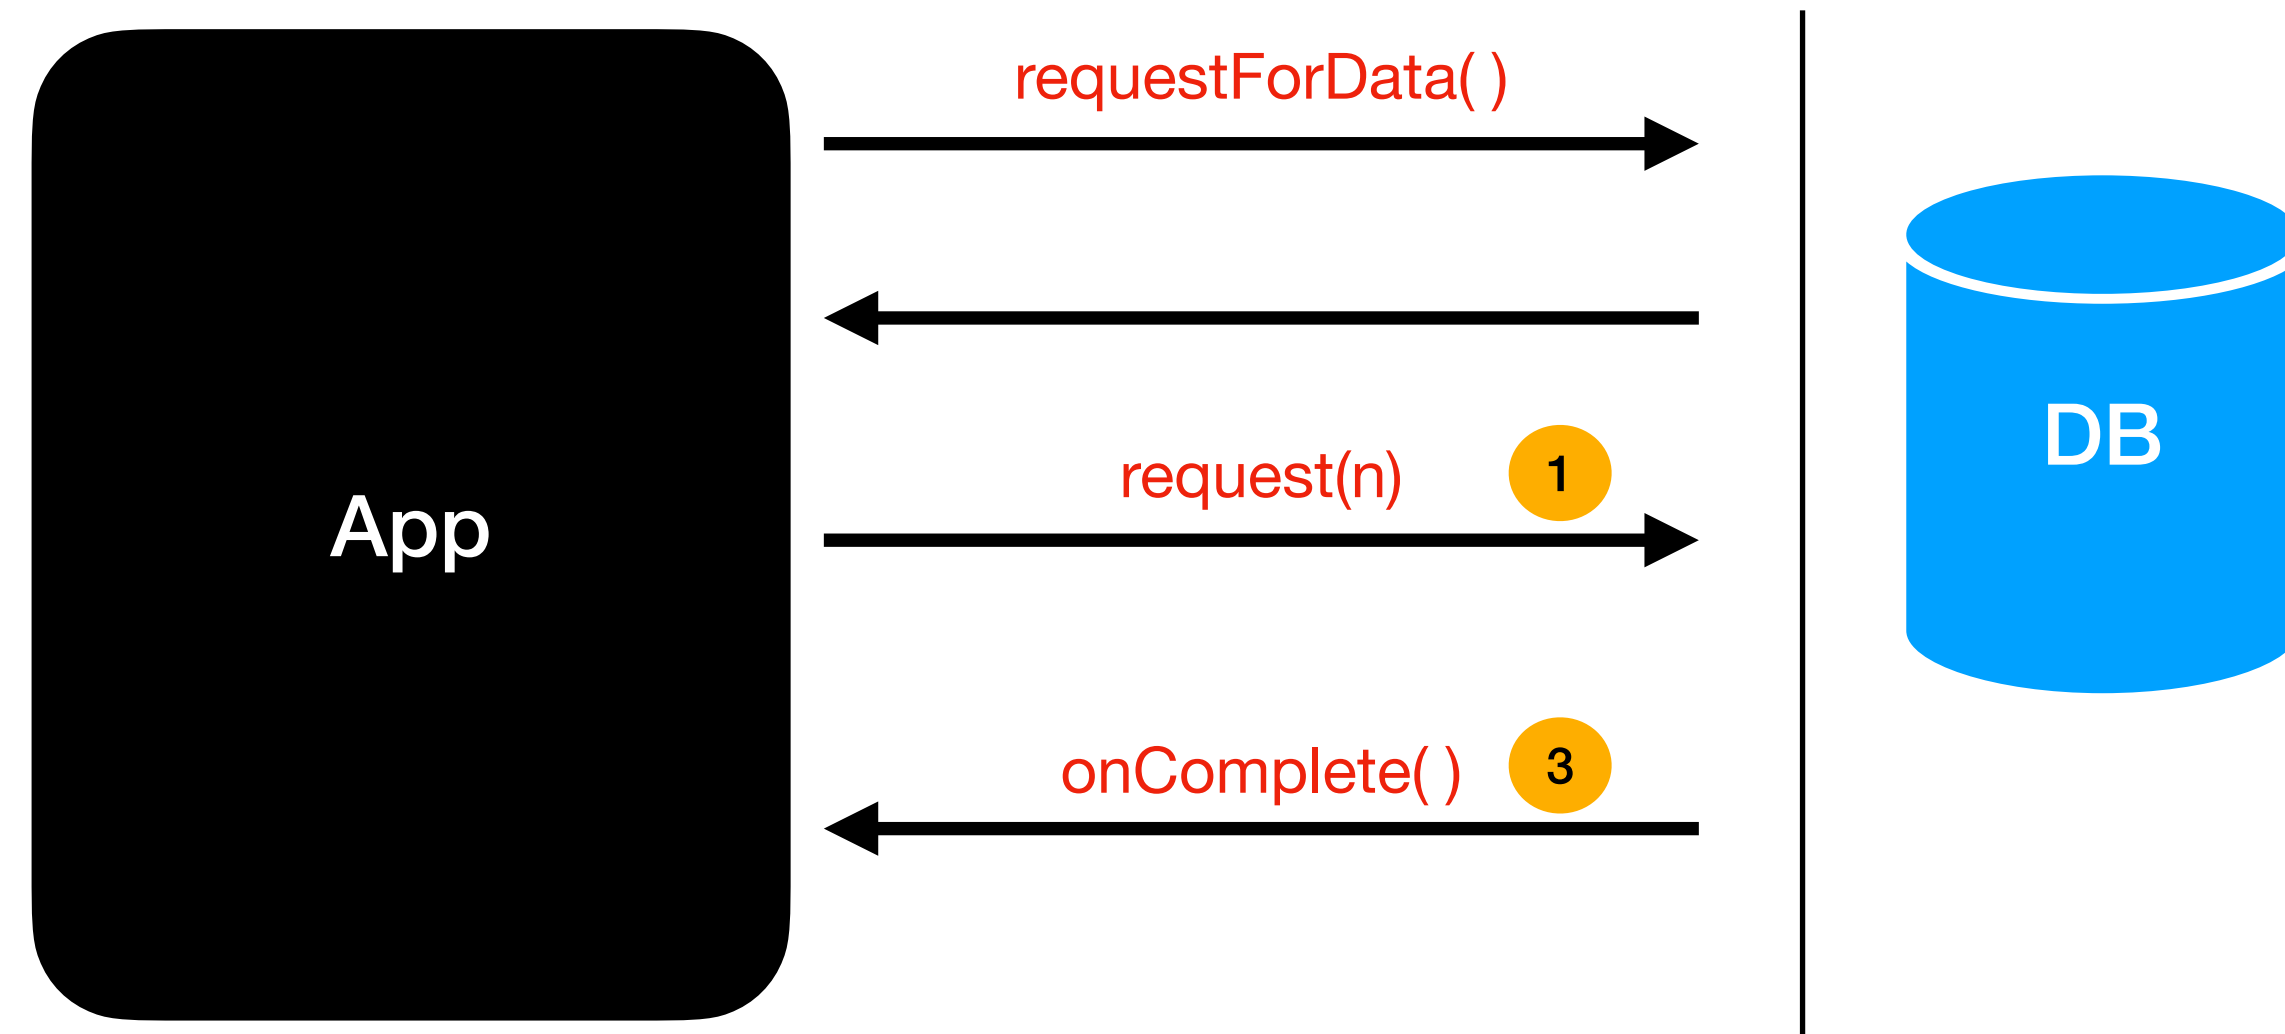 requestForData( )
request(n)
1
DB
App
onComplete( )
3